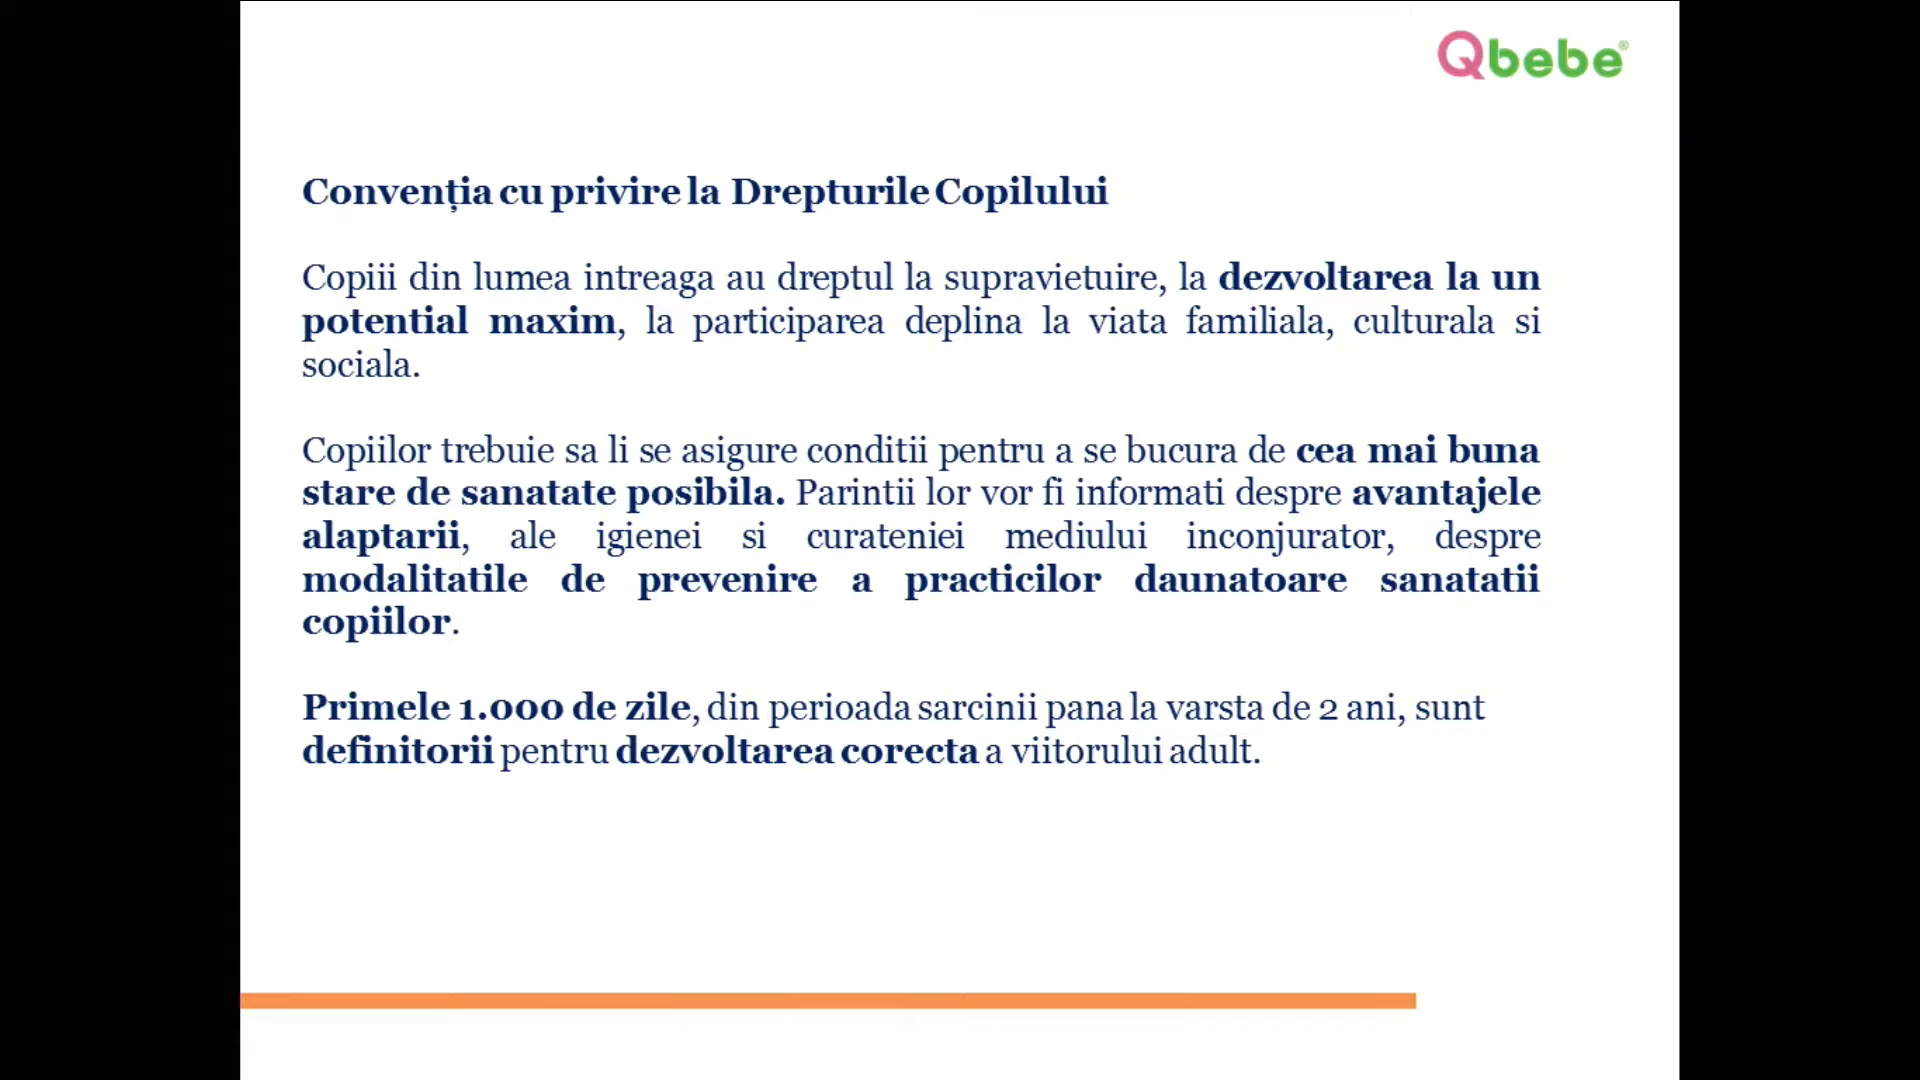 Qbebe®
Convenția cu privire la Drepturile Copilului
Copiii din lumea intreaga au dreptul la supravietuire, la dezvoltarea la un
potential maxim, la participarea deplina la viata familiala, culturala si
sociala.
Copiilor trebuie sa li se asigure conditii pentru a se bucura de cea mai buna
stare de sanatate posibila. Parintii lor vor fi informati despre avantajele
alaptarii, ale igienei si curateniei mediului inconjurator, despre
modalitatile de prevenire a practicilor daunatoare sanatatii
copiilor.
Primele 1.000 de zile, din perioada sarcinii pana la varsta de 2 ani, sunt
definitorii pentru dezvoltarea corecta a viitorului adult.